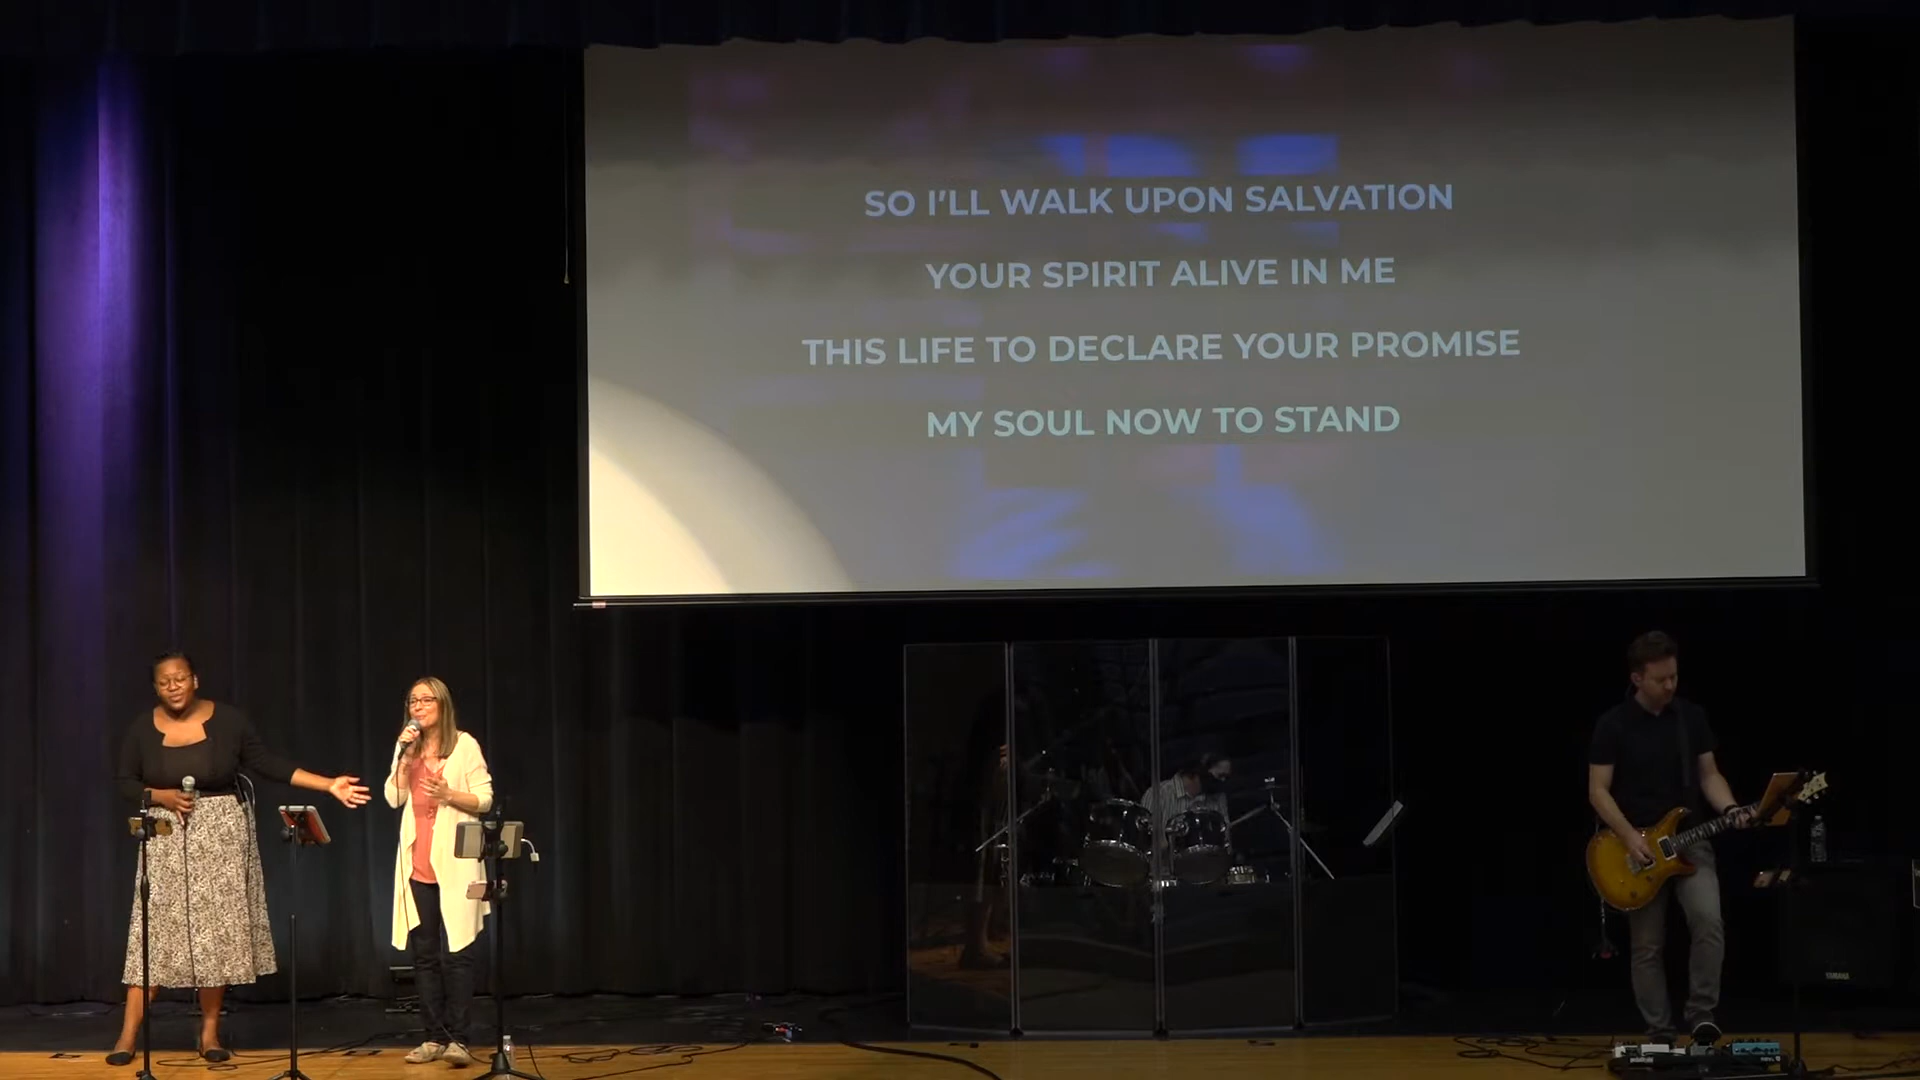 SO I'LL WALK UPON SALVATION
YOUR SPIRIT ALIVE IN ME
THIS LIFE TO DECLARE YOUR PROMISE
MY SOUL NOW TO STAND
YAMAHA